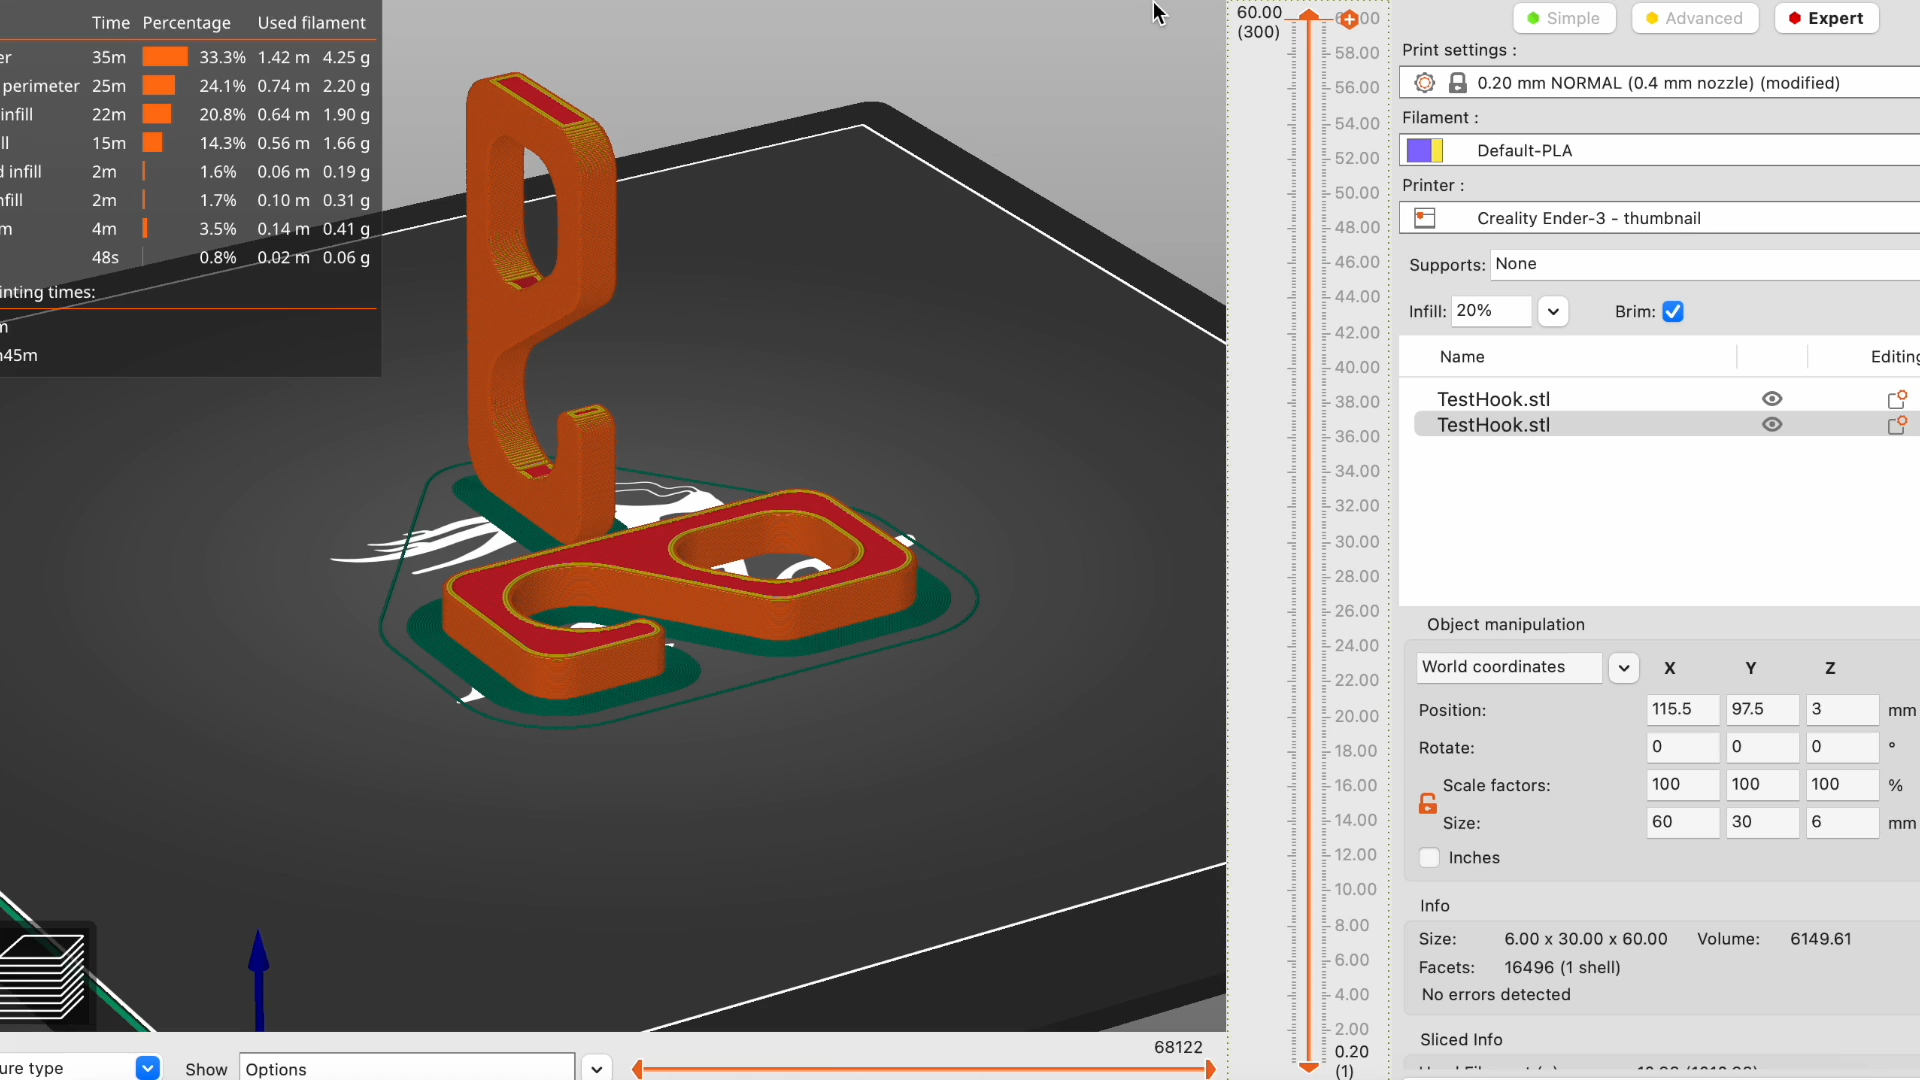 Time Percentage Used filament
er 35m 33.3% 1.42 m 4.25 g
perimeter 25m 24.1% 0.74 m 2.20 g
infill 22m 20.8% 0.64 m 1.90 g
ll 15m 14.3% 0.56 m 1.66 g
d infill 2m 1.6% 0.06 m 0.19 g
nfill 2m 1.7% 0.10 m 0.31 g
m 4m 3.5% 0.14 m 0.41 g
48s 0.8% 0.02 m 0.06 g
inting times:
m
45m
60.00
(300)
58.00
56.00
54.00
52.00
50.00
48.00
46.00
44.00
42.00
40.00
38.00
36.00
34.00
32.00
30.00
28.00
26.00
24.00
22.00
20.00
18.00
16.00
14.00
12.00
10.00
8.00
6.00
4.00
2.00
0.20
(1)
Simple Advanced Expert
Print settings :
0.20 mm NORMAL (0.4 mm nozzle) (modified)
Filament :
Default-PLA
Printer :
Creality Ender-3 - thumbnail
Supports: None
Infill: 20% Brim:
Name Editing
TestHook.stl
TestHook.stl
Object manipulation
World coordinates X Y Z
Position: 115.5 97.5 3 mm
Rotate: 0 0 0 °
Scale factors: 100 100 100 %
Size: 60 30 6 mm
Inches
Info
Size: 6.00 x 30.00 x 60.00 Volume: 6149.61
Facets: 16496 (1 shell)
No errors detected
Sliced Info
ure type Show Options
68122